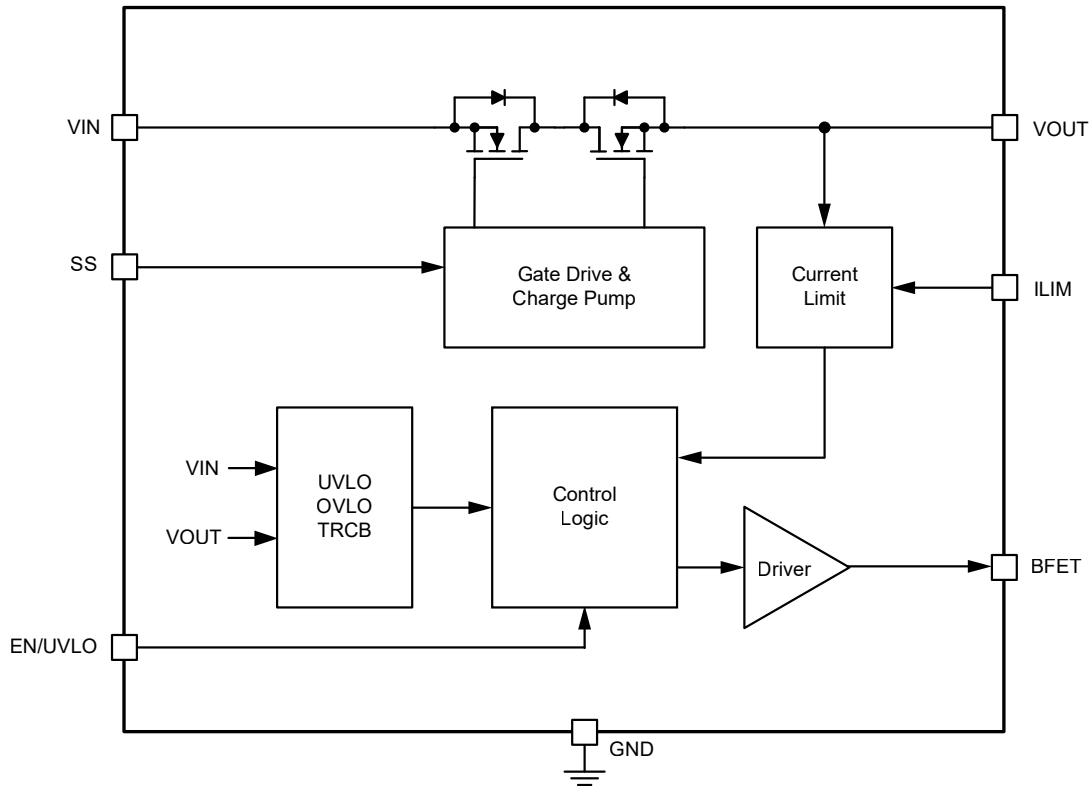 VIN
VOUT
SS
Gate Drive &
Charge Pump
Current
Limit
ILIM
VIN
VOUT
UVLO
OVLO
TRCB
Control
Logic
Driver
BFET
EN/UVLO
GND